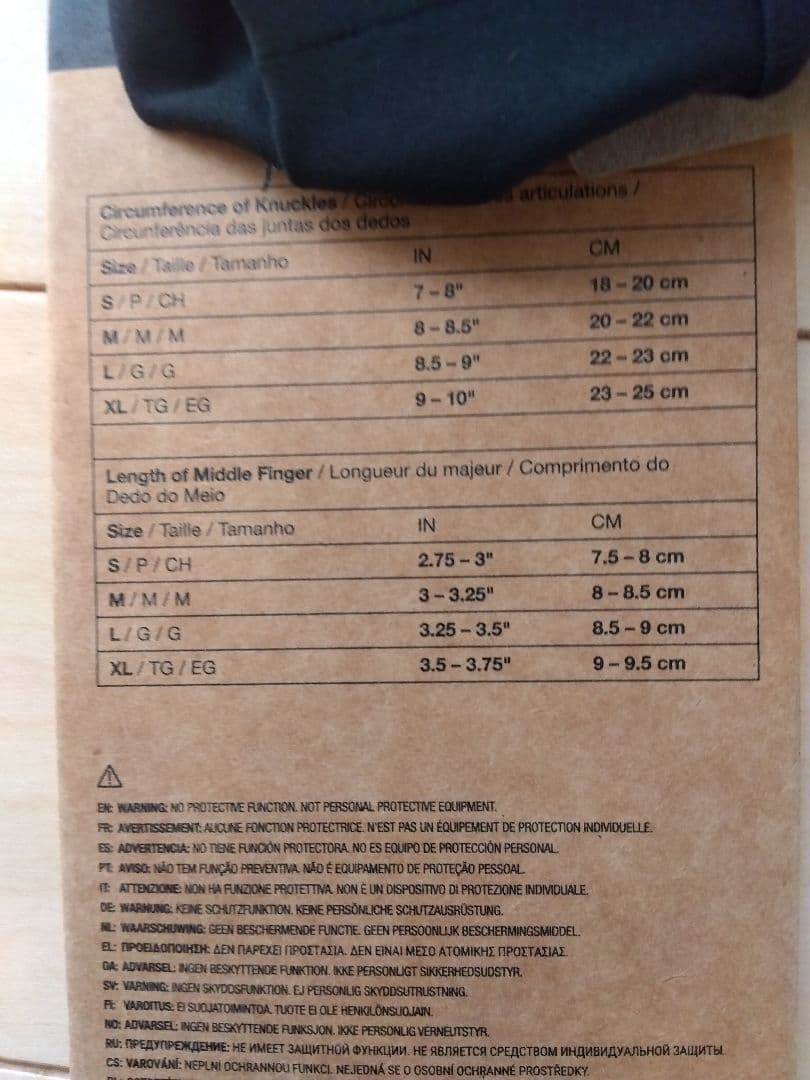 Circumference of Knuckles / articulations /
Circunferência das juntas dos dedos
Size / Taille / Tamanho IN CM
S / P / CH 7 – 8" 18 – 20 cm
M / M / M 8 – 8.5" 20 – 22 cm
L / G / G 8.5 – 9" 22 – 23 cm
XL / TG / EG 9 – 10" 23 – 25 cm
Length of Middle Finger / Longueur du majeur / Comprimento do
Dedo do Meio
Size / Taille / Tamanho IN CM
S / P / CH 2.75 – 3" 7.5 – 8 cm
M / M / M 3 – 3.25" 8 – 8.5 cm
L / G / G 3.25 – 3.5" 8.5 – 9 cm
XL / TG / EG 3.5 – 3.75" 9 – 9.5 cm
EN: WARNING: NO PROTECTIVE FUNCTION. NOT PERSONAL PROTECTIVE EQUIPMENT.
FR: AVERTISSEMENT: AUCUNE FONCTION PROTECTRICE. N'EST PAS UN ÉQUIPEMENT DE PROTECTION INDIVIDUELLE.
ES: ADVERTENCIA: NO TIENE FUNCIÓN PROTECTORA. NO ES EQUIPO DE PROTECCIÓN PERSONAL.
PT: AVISO: NÃO TEM FUNÇÃO PREVENTIVA. NÃO É EQUIPAMENTO DE PROTEÇÃO PESSOAL.
IT: ATTENZIONE: NON HA FUNZIONE PROTETTIVA. NON È UN DISPOSITIVO DI PROTEZIONE INDIVIDUALE.
DE: WARNUNG: KEINE SCHUTZFUNKTION. KEINE PERSÖNLICHE SCHUTZAUSRÜSTUNG.
NL: WAARSCHUWING: GEEN BESCHERMENDE FUNCTIE. GEEN PERSOONLIJK BESCHERMINGSMIDDEL.
EL: ΠΡΟΕΙΔΟΠΟΙΗΣΗ: ΔΕΝ ΠΑΡΕΧΕΙ ΠΡΟΣΤΑΣΙΑ. ΔΕΝ ΕΙΝΑΙ ΜΕΣΟ ΑΤΟΜΙΚΗΣ ΠΡΟΣΤΑΣΙΑΣ.
DA: ADVARSEL: INGEN BESKYTTENDE FUNKTION. IKKE PERSONLIGT SIKKERHEDSUDSTYR.
SV: VARNING: INGEN SKYDDSFUNKTION. EJ PERSONLIG SKYDDSUTRUSTNING.
FI: VAROITUS: EI SUOJATOIMINTOA. TUOTE EI OLE HENKILÖNSUOJAIN.
NO: ADVARSEL: INGEN BESKYTTENDE FUNKSJON. IKKE PERSONLIG VERNEUTSTYR.
RU: ПРЕДУПРЕЖДЕНИЕ: НЕ ИМЕЕТ ЗАЩИТНОЙ ФУНКЦИИ. НЕ ЯВЛЯЕТСЯ СРЕДСТВОМ ИНДИВИДУАЛЬНОЙ ЗАЩИТЫ.
CS: VAROVÁNÍ: NEPLNÍ OCHRANNOU FUNKCI. NEJEDNÁ SE O OSOBNÍ OCHRANNÉ PROSTŘEDKY.